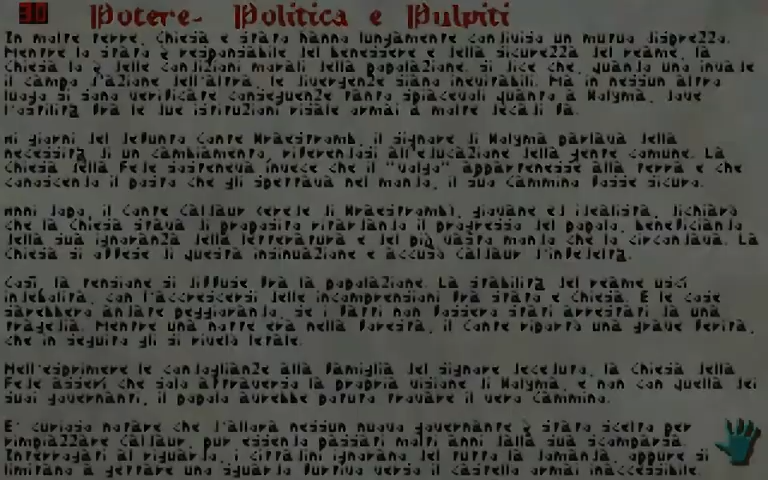 30 Potere- Politica e Pulpiti
In molte terre, Chiesa e stato hanno lungamente condiviso un mutuo disprezzo.
Mentre lo stato è responsabile del benessere e della sicurezza del reame, la
Chiesa lo è delle condizioni morali della popolazione. Si dice che, quando uno invade
il campo d'azione dell'altra, le divergenze siano inevitabili. Ma in nessun altro
luogo si sono verificate conseguenze tanto spiacevoli quanto a Malyma, dove
l'ostilità fra le due istituzioni risale ormai a molte decadi fa.
Ai giorni del defunto Conte Mraestromb, il signore di Malyma parlava della
necessità di un cambiamento, riferendosi all'educazione della gente comune. La
Chiesa della Fede sosteneva invece che il "volgo" appartenesse alla terra e che
conoscendo il posto che gli spettava nel mondo, il suo cammino fosse sicuro.
Anni dopo, il Conte Calldur (erede di Mraestromb), giovane ed idealista, dichiarò
che la Chiesa stava di proposito ritardando il progresso del popolo, beneficiando
della sua ignoranza della letteratura e del più vasto mondo che lo circondava. La
Chiesa si offese di questa insinuazione e accusò Calldur d'infedeltà.
Così, la tensione si diffuse fra la popolazione. La stabilità del reame uscì
indebolita, con l'accrescersi delle incomprensioni fra stato e Chiesa. E le cose
sarebbero andate peggiorando, se i fatti non fossero stati arrestati da una
tragedia. Mentre una notte era nella foresta, il Conte riportò una grave ferita,
che in seguito gli si rivelò letale.
Nell'esprimere le condoglianze alla famiglia del signore deceduto, la Chiesa della
Fede asserì che solo attraverso la propria visione di Malyma, e non con quella dei
suoi governanti, il popolo avrebbe potuto trovare il vero cammino.
E' curioso notare che d'allora nessun nuovo governante è stato scelto per
rimpiazzare Calldur, pur essendo passati molti anni dalla sua scomparsa.
Interrogati al riguardo, i cittadini ignorano del tutto la domanda, oppure si
limitano a gettare uno sguardo furtivo verso il castello ormai inaccessibile.